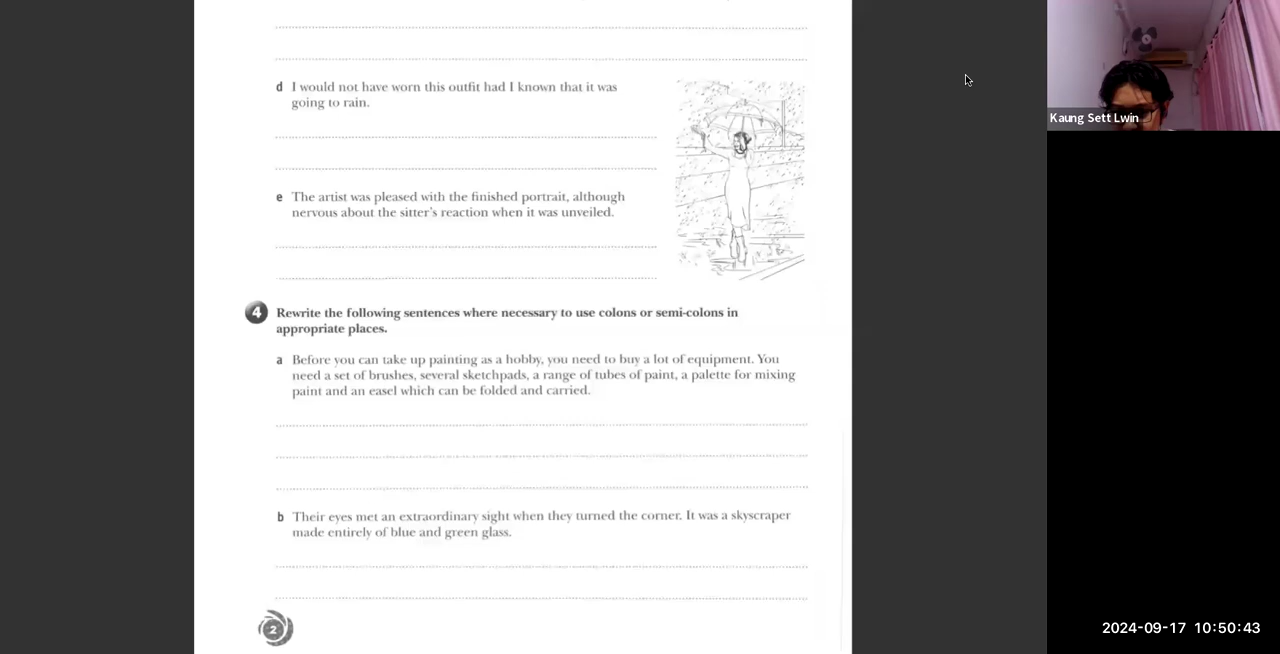 d I would not have worn this outfit had I known that it was
going to rain.
e The artist was pleased with the finished portrait, although
nervous about the sitter's reaction when it was unveiled.
4 Rewrite the following sentences where necessary to use colons or semi-colons in
appropriate places.
a Before you can take up painting as a hobby, you need to buy a lot of equipment. You
need a set of brushes, several sketchpads, a range of tubes of paint, a palette for mixing
paint and an easel which can be folded and carried.
b Their eyes met an extraordinary sight when they turned the corner. It was a skyscraper
made entirely of blue and green glass.
2
Kaung Sett Lwin
2024-09-17 10:50:43